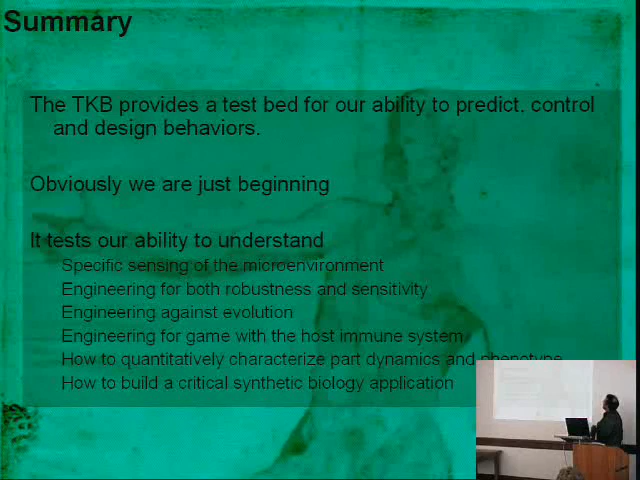 Summary
The TKB provides a test bed for our ability to predict, control
and design behaviors.
Obviously we are just beginning
It tests our ability to understand
Specific sensing of the microenvironment
Engineering for both robustness and sensitivity
Engineering against evolution
Engineering for game with the host immune system
How to quantitatively characterize part dynamics and phenotype
How to build a critical synthetic biology application